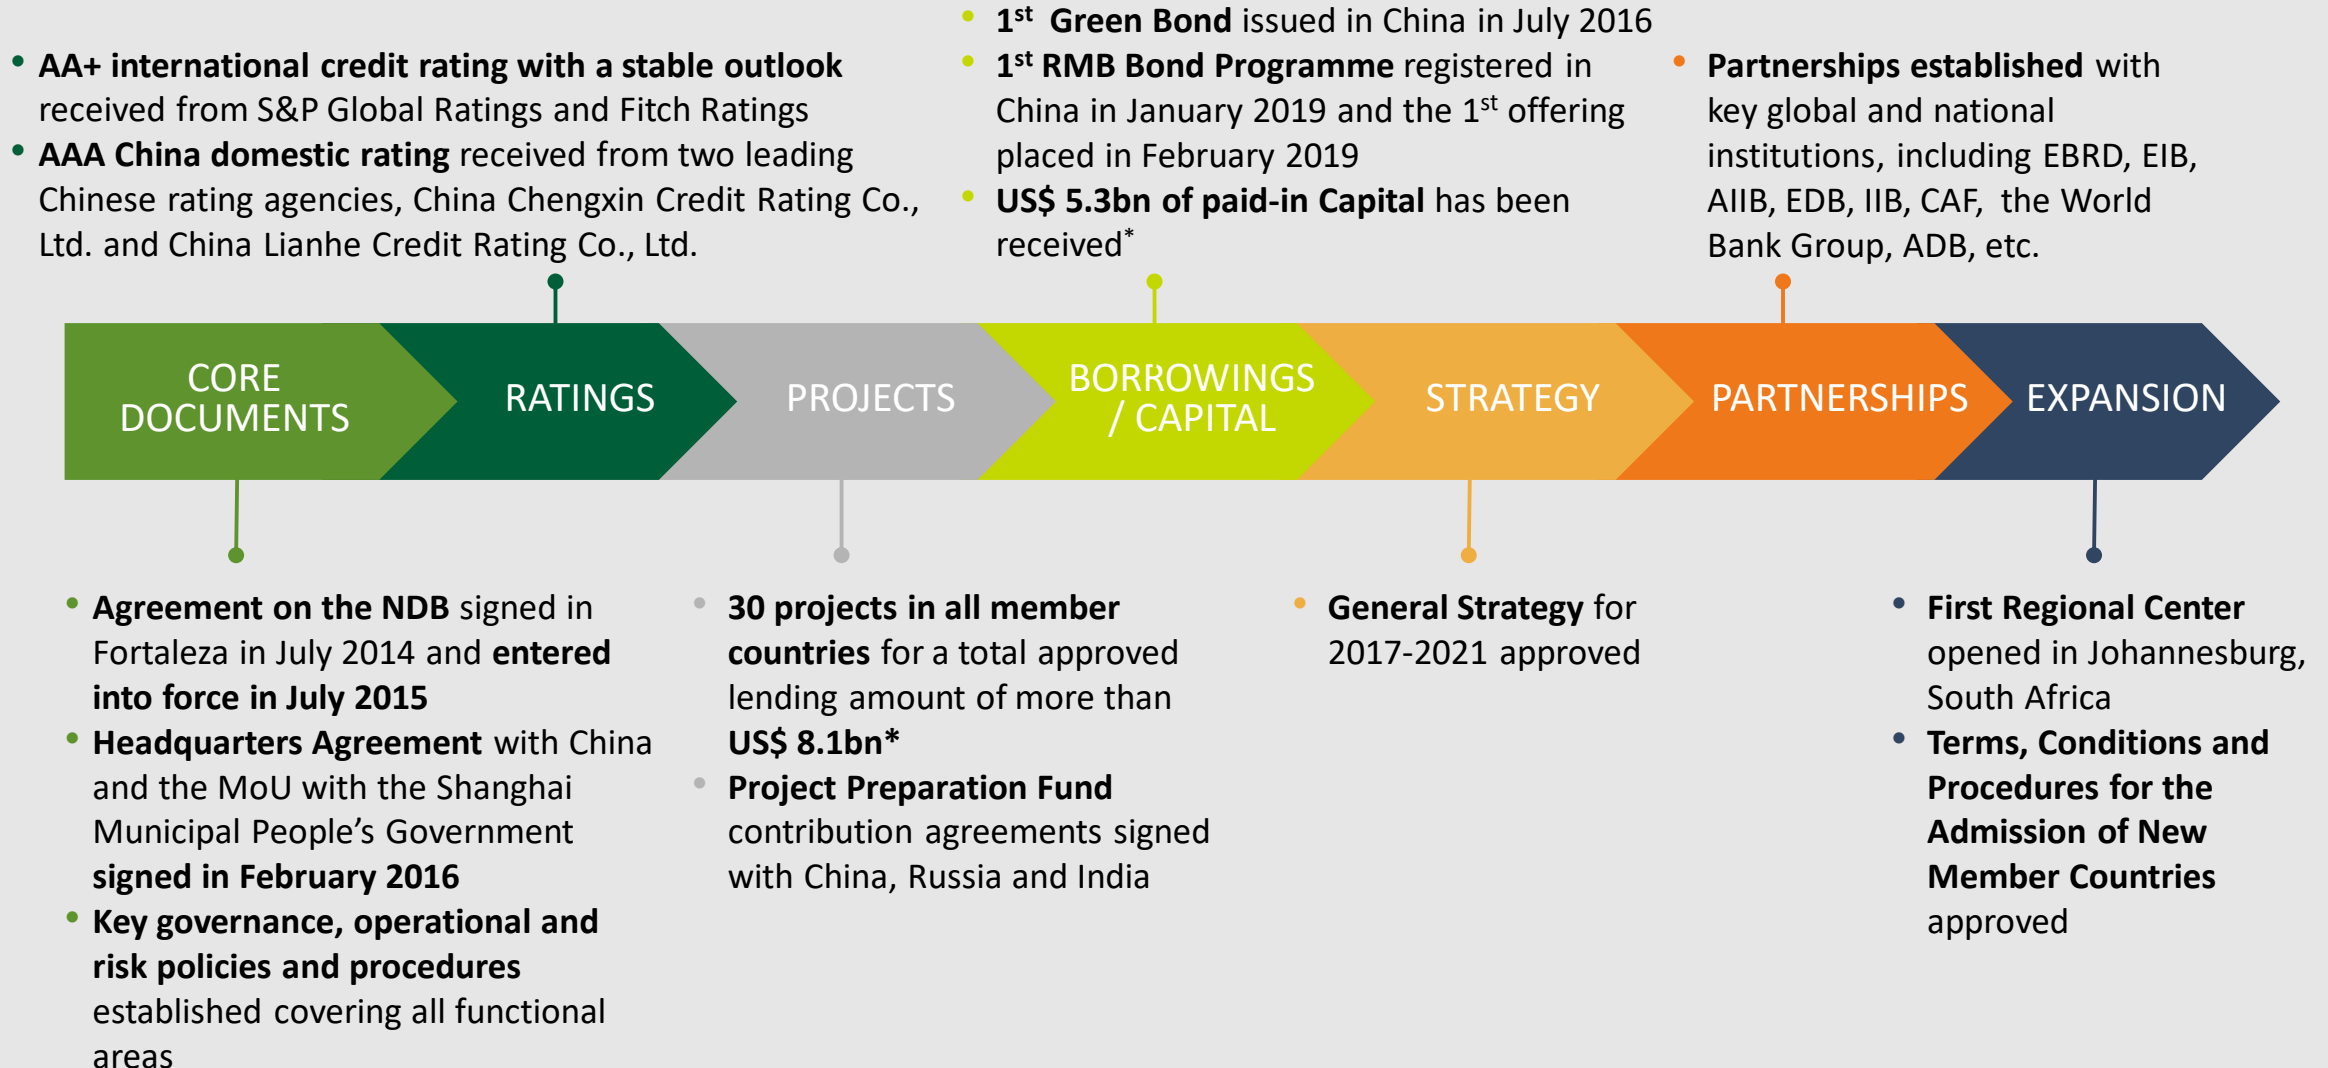 • AA+ international credit rating with a stable outlook
received from S&P Global Ratings and Fitch Ratings
• AAA China domestic rating received from two leading
Chinese rating agencies, China Chengxin Credit Rating Co.,
Ltd. and China Lianhe Credit Rating Co., Ltd.
• 1st Green Bond issued in China in July 2016
• 1st RMB Bond Programme registered in
China in January 2019 and the 1st offering
placed in February 2019
• US$ 5.3bn of paid-in Capital has been
received*
• Partnerships established with
key global and national
institutions, including EBRD, EIB,
AIIB, EDB, IIB, CAF, the World
Bank Group, ADB, etc.
CORE
DOCUMENTS
RATINGS
PROJECTS
BORROWINGS
/ CAPITAL
STRATEGY
PARTNERSHIPS
EXPANSION
• Agreement on the NDB signed in
Fortaleza in July 2014 and entered
into force in July 2015
• Headquarters Agreement with China
and the MoU with the Shanghai
Municipal People’s Government
signed in February 2016
• Key governance, operational and
risk policies and procedures
established covering all functional
areas
• 30 projects in all member
countries for a total approved
lending amount of more than
US$ 8.1bn*
• Project Preparation Fund
contribution agreements signed
with China, Russia and India
• General Strategy for
2017-2021 approved
• First Regional Center
opened in Johannesburg,
South Africa
• Terms, Conditions and
Procedures for the
Admission of New
Member Countries
approved